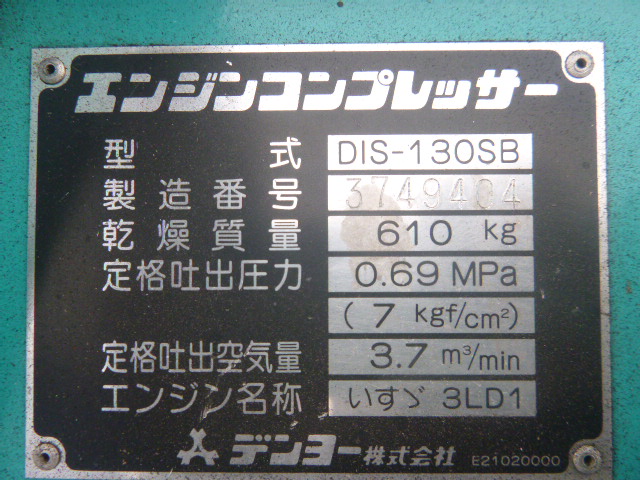 エンジンコンプレッサー
型式 DIS-130SB
製造番号 3749404
乾燥質量 610 kg
定格吐出圧力 0.69 MPa
(7 kgf/cm²)
定格吐出空気量 3.7 m³/min
エンジン名称 いすゞ 3LD1
デンヨー株式会社 E21020000